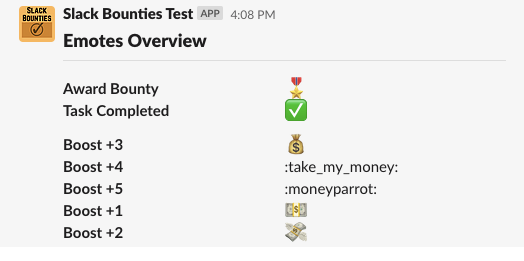 SLACK
BOUNTIES
Slack Bounties Test APP 4:08 PM
Emotes Overview
Award Bounty
Task Completed
Boost +3
Boost +4 :take_my_money:
Boost +5 :moneyparrot:
Boost +1
Boost +2